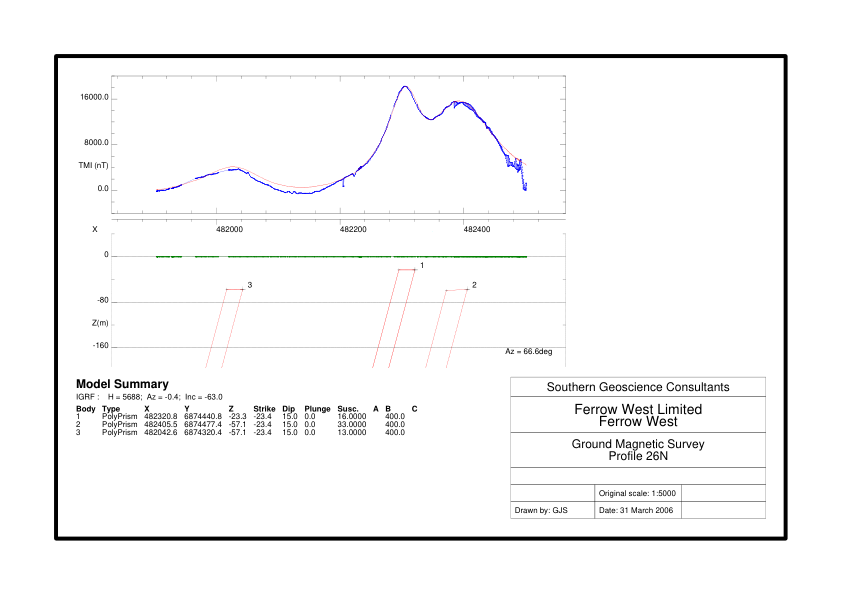 16000.0
8000.0
TMI (nT)
0.0
X 482000 482200 482400
0
1
3
2
-80
Z(m)
-160
Az = 66.6deg
Model Summary
IGRF : H = 5688; Az = -0.4; Inc = -63.0
Body Type X Y Z Strike Dip Plunge Susc. A B C
1 PolyPrism 482320.8 6874440.8 -23.3 -23.4 15.0 0.0 16.0000 400.0
2 PolyPrism 482405.5 6874477.4 -57.1 -23.4 15.0 0.0 33.0000 400.0
3 PolyPrism 482042.6 6874320.4 -57.1 -23.4 15.0 0.0 13.0000 400.0
Southern Geoscience Consultants
Ferrow West Limited
Ferrow West
Ground Magnetic Survey
Profile 26N
Original scale: 1:5000
Drawn by: GJS Date: 31 March 2006